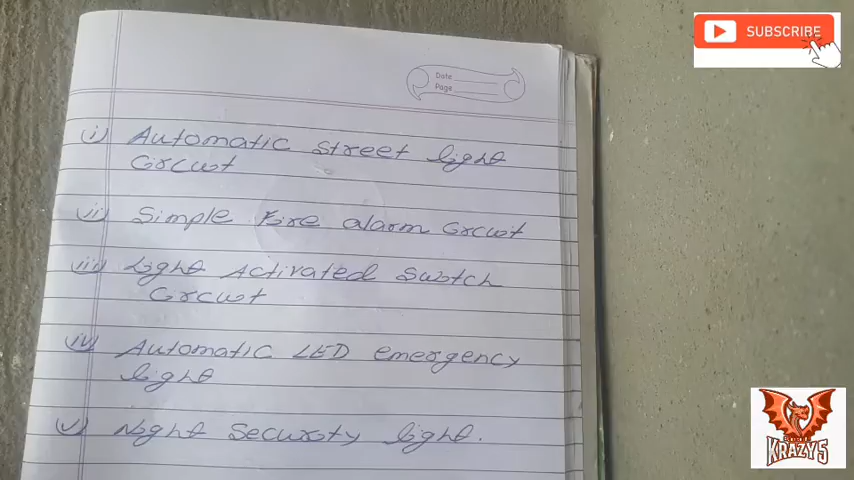 SUBSCRIBE
Date
Page
i) Automatic Street light
Circuit
ii) Simple Fire alarm Circuit
iii) Light Activated Switch
Circuit
iv) Automatic LED emergency
light
v) Night Security light.
KRAZY5